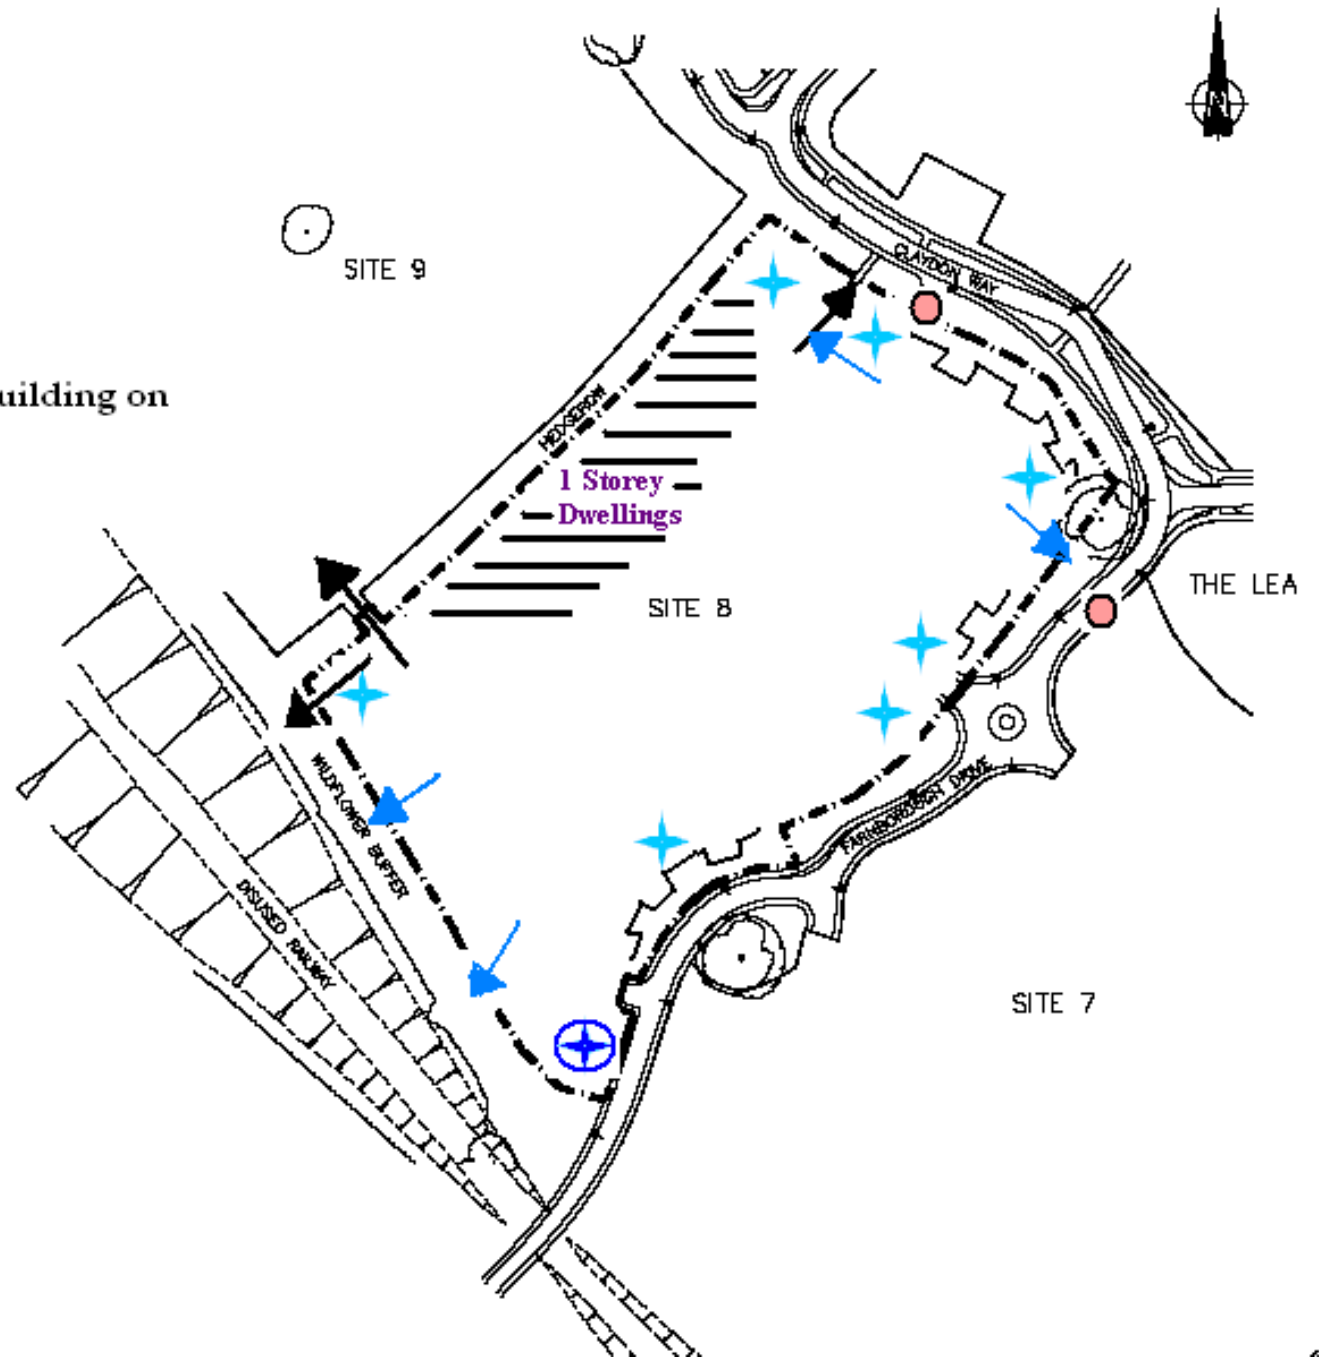 N
CLAYDON WAY
SITE 9
uilding on
HEDGEROW
1 Storey
Dwellings
SITE 8
THE LEA
WILDFLOWER BUFFER
FARNBOROUGH DRIVE
DISUSED RAILWAY
SITE 7